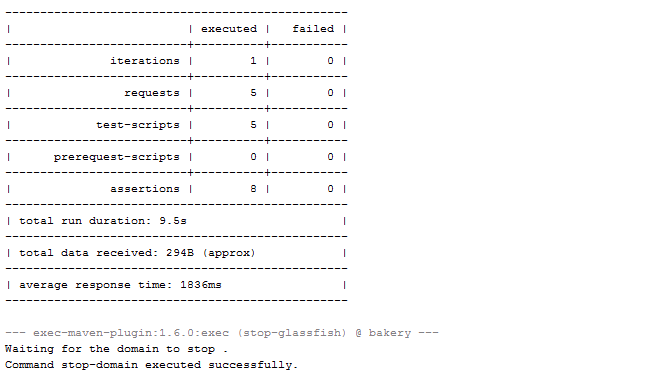 -------------------------------------------------
|                         | executed |   failed |
--------------------------+----------+-----------
|              iterations |        1 |        0 |
--------------------------+----------+-----------
|                requests |        5 |        0 |
--------------------------+----------+-----------
|            test-scripts |        5 |        0 |
--------------------------+----------+-----------
|      prerequest-scripts |        0 |        0 |
--------------------------+----------+-----------
|              assertions |        8 |        0 |
-------------------------------------------------
| total run duration: 9.5s                      |
-------------------------------------------------
| total data received: 294B (approx)            |
-------------------------------------------------
| average response time: 1836ms                 |
-------------------------------------------------
--- exec-maven-plugin:1.6.0:exec (stop-glassfish) @ bakery ---
Waiting for the domain to stop .
Command stop-domain executed successfully.